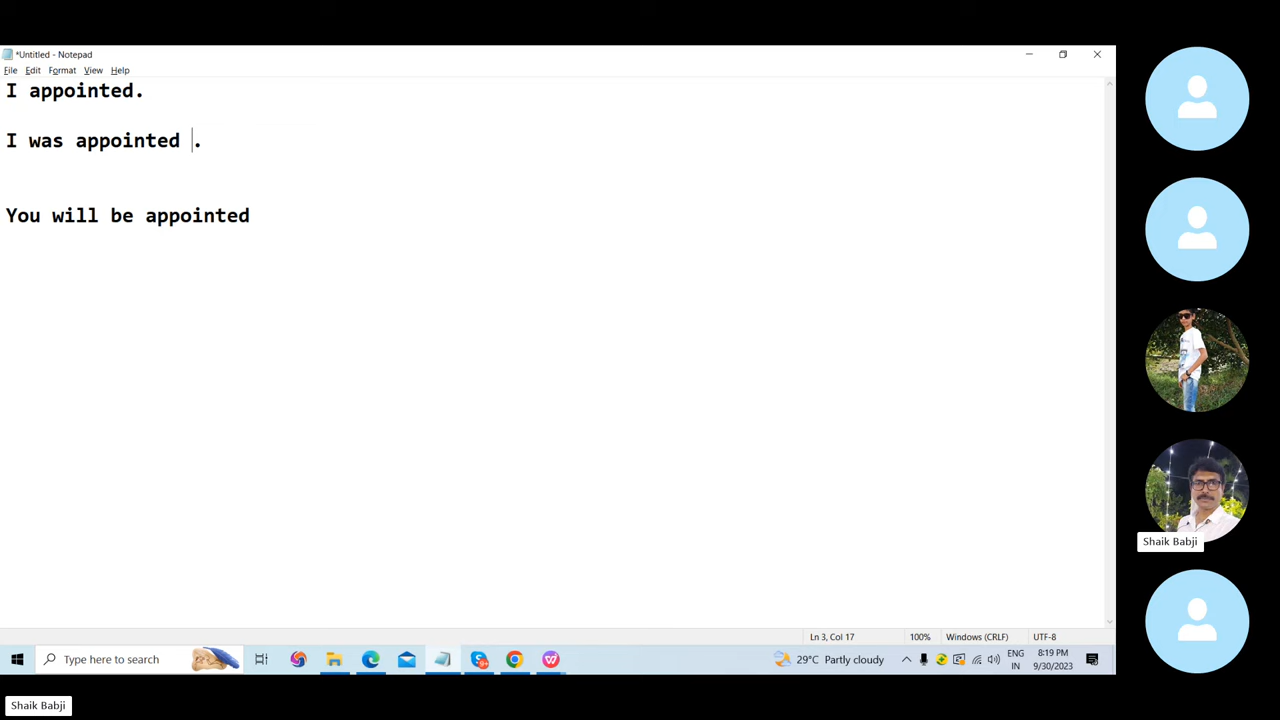 *Untitled - Notepad
File Edit Format View Help
I appointed.
I was appointed .
You will be appointed
Shaik Babji
Ln 3, Col 17 100% Windows (CRLF) UTF-8
Type here to search
29°C Partly cloudy
ENG
IN
8:19 PM
9/30/2023
Shaik Babji